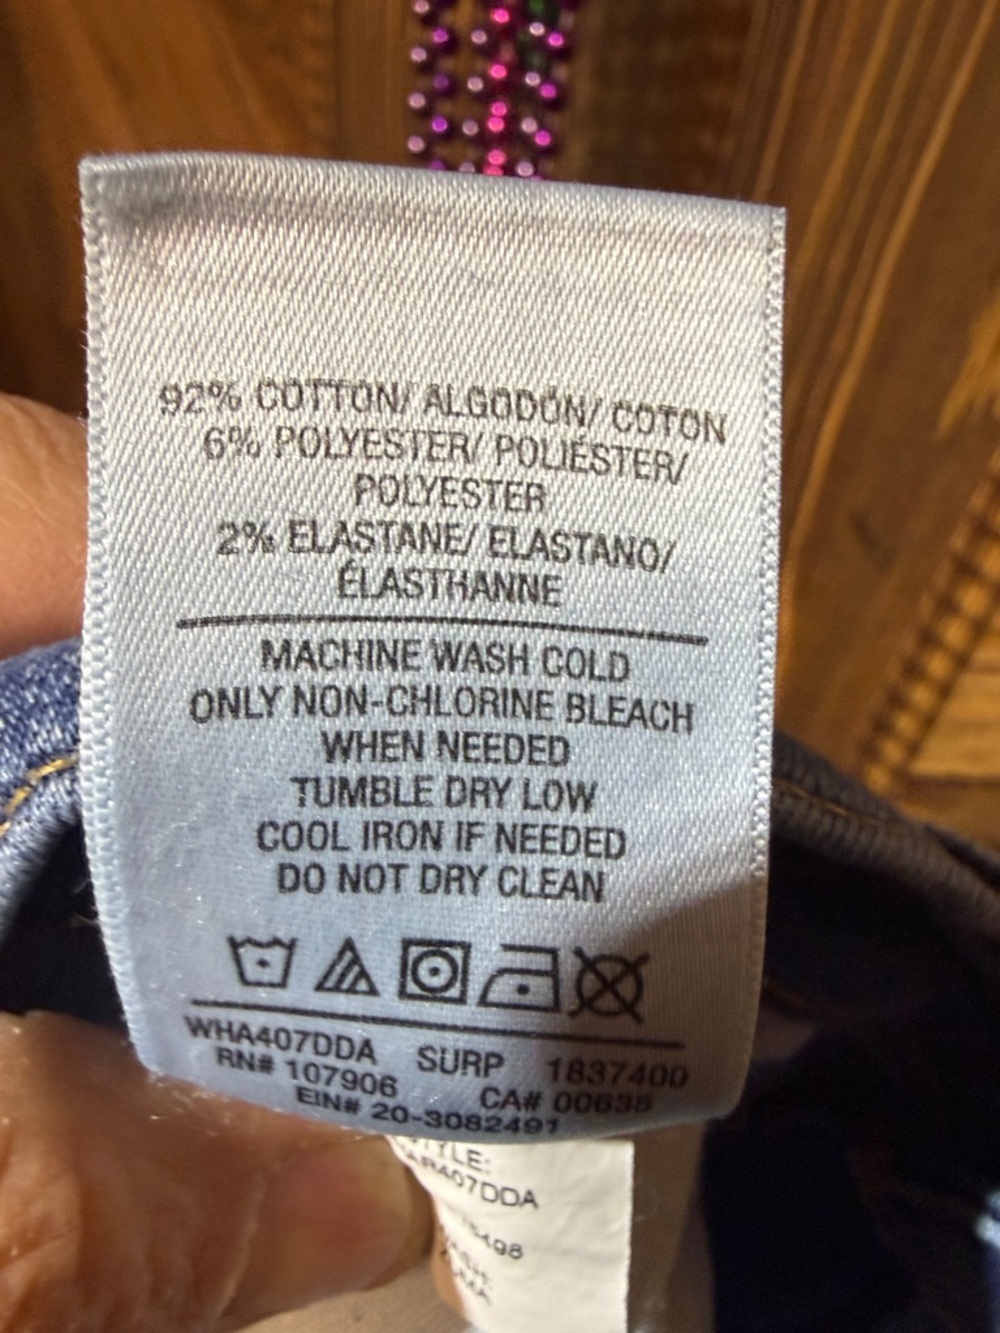 92% COTTON/ ALGODÓN/ COTON
6% POLYESTER/ POLIÉSTER/
POLYESTER
2% ELASTANE/ ELASTANO/
ÉLASTHANNE
MACHINE WASH COLD
ONLY NON-CHLORINE BLEACH
WHEN NEEDED
TUMBLE DRY LOW
COOL IRON IF NEEDED
DO NOT DRY CLEAN
WHA407DDA SURP 1837400
RN# 107906 CA# 00635
EIN# 20-3082491
407DDA